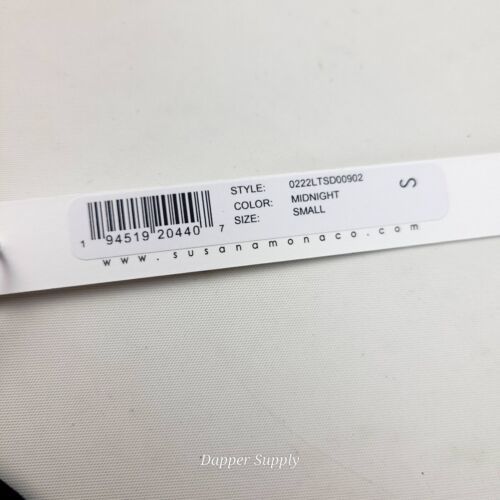 STYLE: 0222LTSD00902
COLOR: MIDNIGHT
SIZE: SMALL
S
1 94519 20440 7
www.susanamonaco.com
Dapper Supply